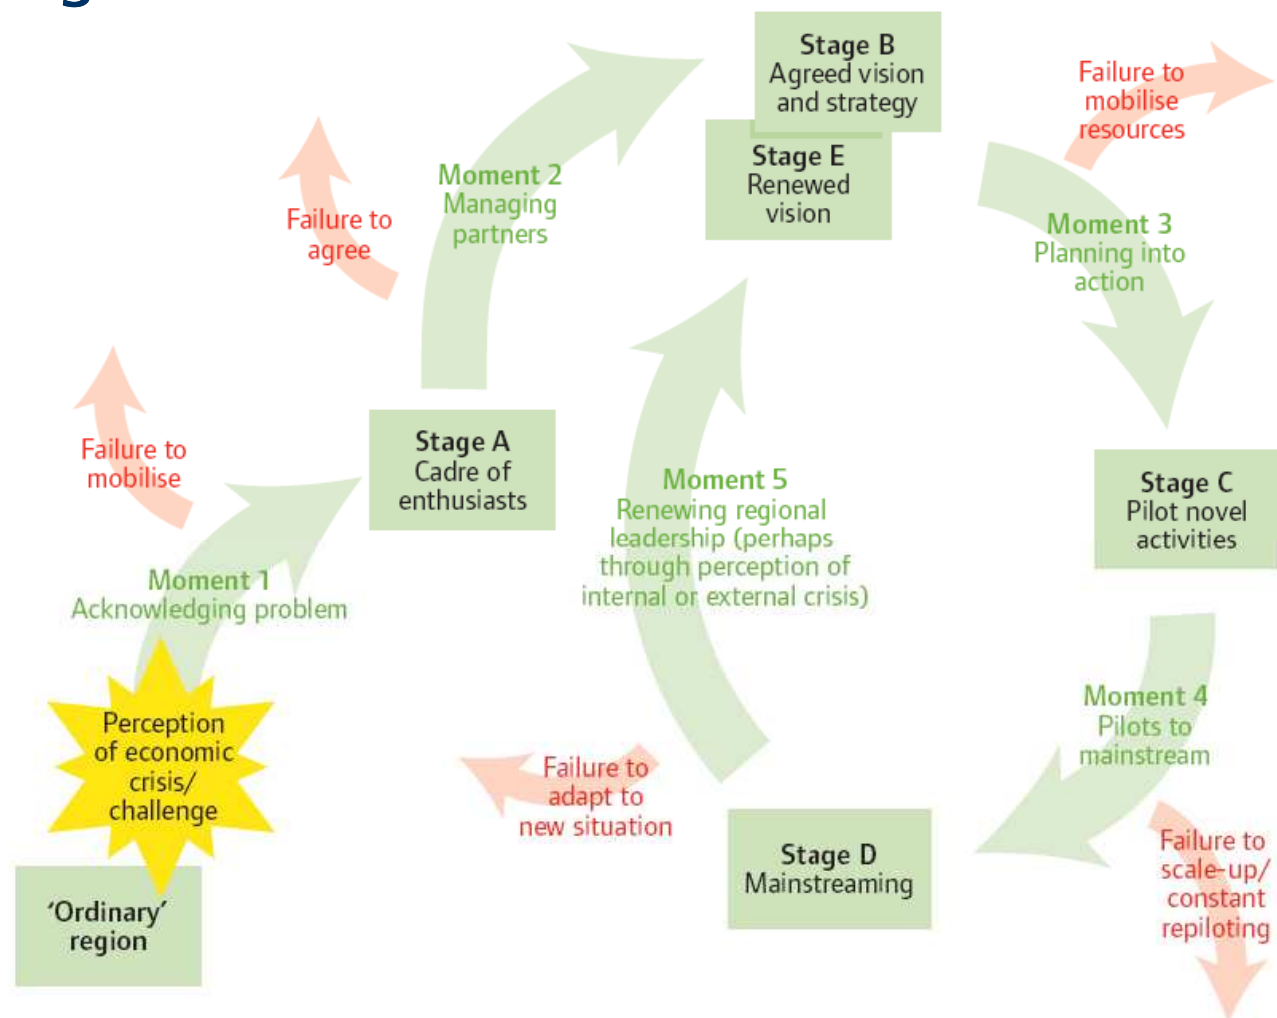 Stage B
Agreed vision
and strategy
Stage E
Renewed
vision
Failure to
mobilise
resources
Moment 2
Managing
partners
Failure to
agree
Moment 3
Planning into
action
Failure to
mobilise
Stage A
Cadre of
enthusiasts
Moment 5
Renewing regional
leadership (perhaps
through perception of
internal or external crisis)
Stage C
Pilot novel
activities
Moment 1
Acknowledging problem
Perception
of economic
crisis/
challenge
Moment 4
Pilots to
mainstream
Failure to
adapt to
new situation
Stage D
Mainstreaming
Failure to
scale-up/
constant
repiloting
‘Ordinary’
region